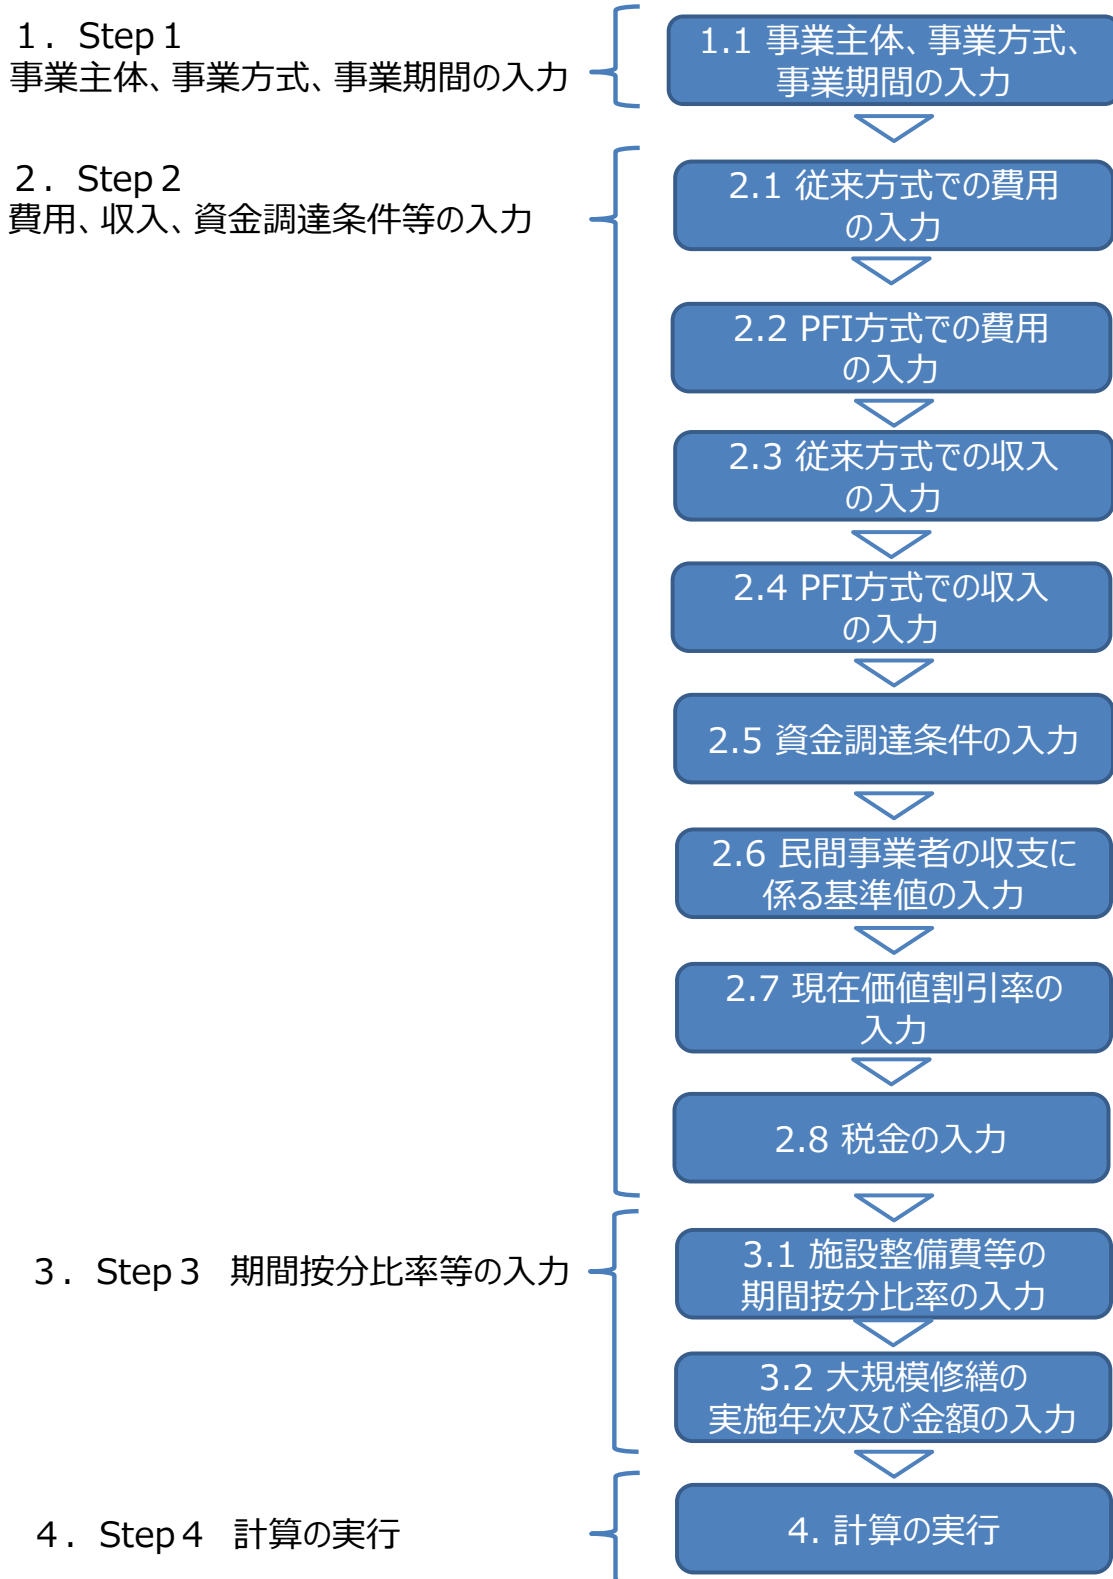 １．Step１
事業主体、事業方式、事業期間の入力
1.1 事業主体、事業方式、
事業期間の入力
２．Step２
費用、収入、資金調達条件等の入力
2.1 従来方式での費用
の入力
2.2 PFI方式での費用
の入力
2.3 従来方式での収入
の入力
2.4 PFI方式での収入
の入力
2.5 資金調達条件の入力
2.6 民間事業者の収支に
係る基準値の入力
2.7 現在価値割引率の
入力
2.8 税金の入力
３．Step３ 期間按分比率等の入力
3.1 施設整備費等の
期間按分比率の入力
3.2 大規模修繕の
実施年次及び金額の入力
４．Step４ 計算の実行
4. 計算の実行